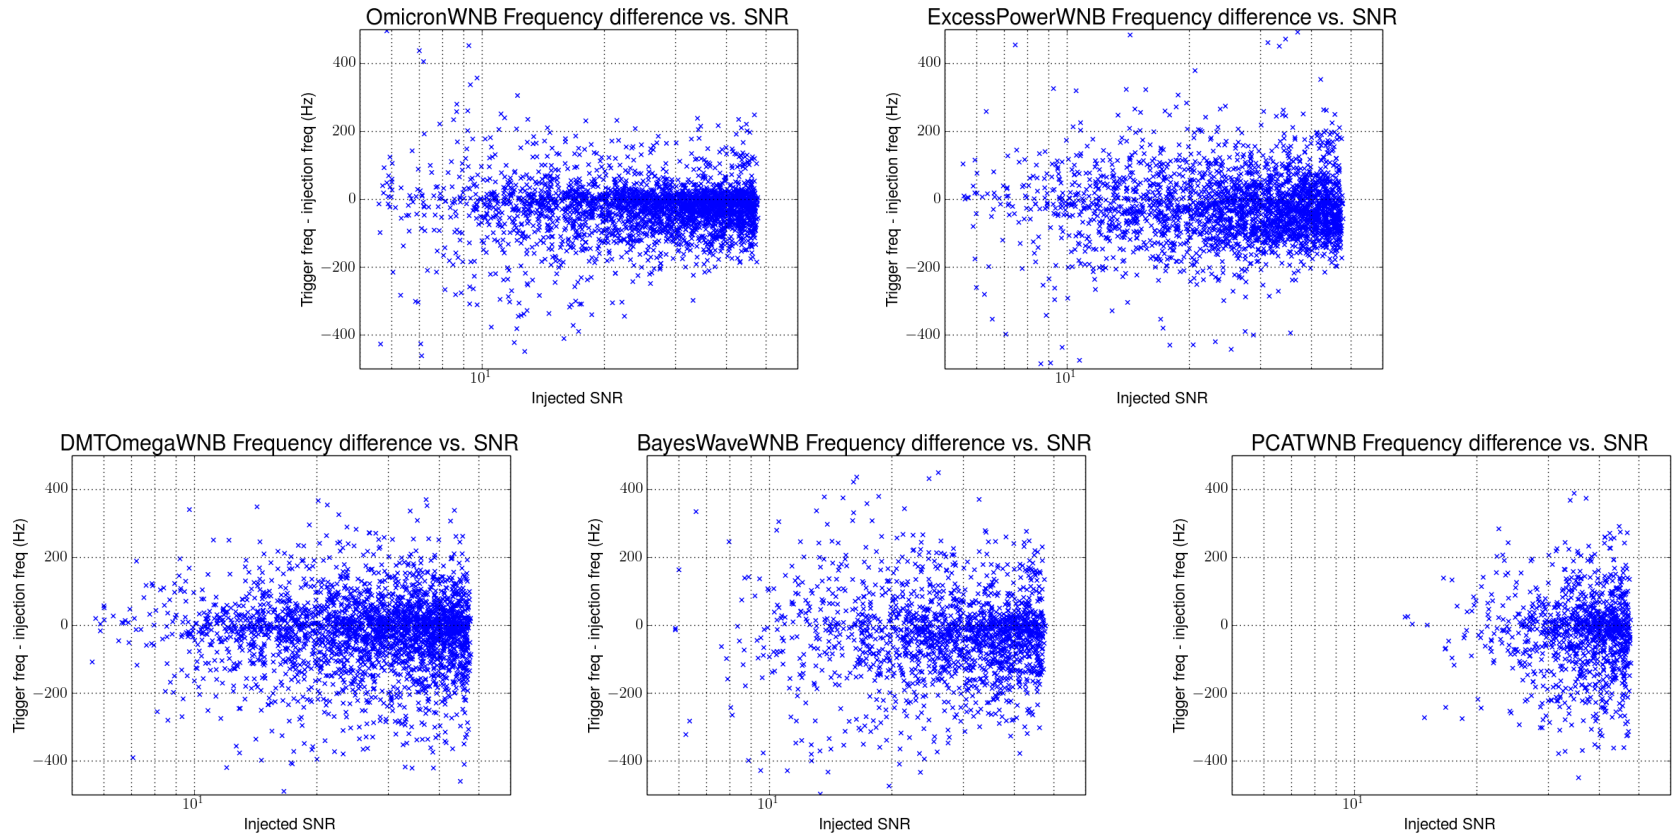 OmicronWNB Frequency difference vs. SNR
Trigger freq - injection freq (Hz)
400
200
0
−200
−400
10¹
Injected SNR
ExcessPowerWNB Frequency difference vs. SNR
Trigger freq - injection freq (Hz)
400
200
0
−200
−400
10¹
Injected SNR
DMTOmegaWNB Frequency difference vs. SNR
Trigger freq - injection freq (Hz)
400
200
0
−200
−400
10¹
Injected SNR
BayesWaveWNB Frequency difference vs. SNR
Trigger freq - injection freq (Hz)
400
200
0
−200
−400
10¹
Injected SNR
PCATWNB Frequency difference vs. SNR
Trigger freq - injection freq (Hz)
400
200
0
−200
−400
10¹
Injected SNR